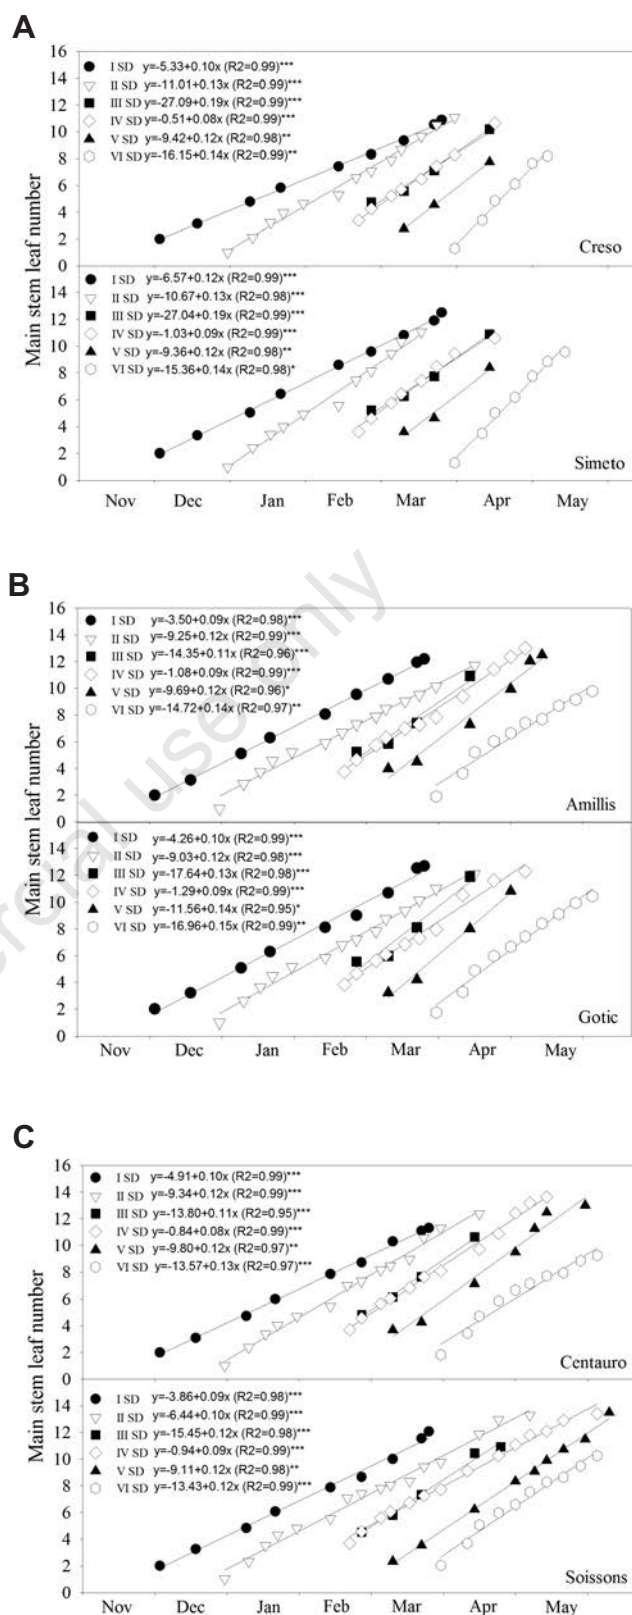 A
16
14
12
10
8
6
4
2
0
I SD y=-5.33+0.10x (R2=0.99)***
II SD y=-11.01+0.13x (R2=0.99)***
III SD y=-27.09+0.19x (R2=0.99)***
IV SD y=-0.51+0.08x (R2=0.99)***
V SD y=-9.42+0.12x (R2=0.98)**
VI SD y=-16.15+0.14x (R2=0.99)**
Creso
Main stem leaf number
14
12
10
8
6
4
2
0
I SD y=-6.57+0.12x (R2=0.99)***
II SD y=-10.67+0.13x (R2=0.98)***
III SD y=-27.04+0.19x (R2=0.99)***
IV SD y=-1.03+0.09x (R2=0.99)***
V SD y=-9.36+0.12x (R2=0.98)**
VI SD y=-15.36+0.14x (R2=0.98)*
Simeto
Nov Dec Jan Feb Mar Apr May
B
16
14
12
10
8
6
4
2
0
I SD y=-3.50+0.09x (R2=0.98)***
II SD y=-9.25+0.12x (R2=0.99)***
III SD y=-14.35+0.11x (R2=0.96)***
IV SD y=-1.08+0.09x (R2=0.99)***
V SD y=-9.69+0.12x (R2=0.96)*
VI SD y=-14.72+0.14x (R2=0.97)**
Amillis
Main stem leaf number
14
12
10
8
6
4
2
0
I SD y=-4.26+0.10x (R2=0.99)***
II SD y=-9.03+0.12x (R2=0.98)***
III SD y=-17.64+0.13x (R2=0.98)***
IV SD y=-1.29+0.09x (R2=0.99)***
V SD y=-11.56+0.14x (R2=0.95)*
VI SD y=-16.96+0.15x (R2=0.99)**
Gotic
Nov Dec Jan Feb Mar Apr May
C
16
14
12
10
8
6
4
2
0
I SD y=-4.91+0.10x (R2=0.99)***
II SD y=-9.34+0.12x (R2=0.99)***
III SD y=-13.80+0.11x (R2=0.95)***
IV SD y=-0.84+0.08x (R2=0.99)***
V SD y=-9.80+0.12x (R2=0.97)**
VI SD y=-13.57+0.13x (R2=0.97)***
Centauro
Main stem leaf number
14
12
10
8
6
4
2
0
I SD y=-3.86+0.09x (R2=0.98)***
II SD y=-6.44+0.10x (R2=0.99)***
III SD y=-15.45+0.12x (R2=0.98)***
IV SD y=-0.94+0.09x (R2=0.99)***
V SD y=-9.11+0.12x (R2=0.98)**
VI SD y=-13.43+0.12x (R2=0.99)***
Soissons
Nov Dec Jan Feb Mar Apr May
ercial use only